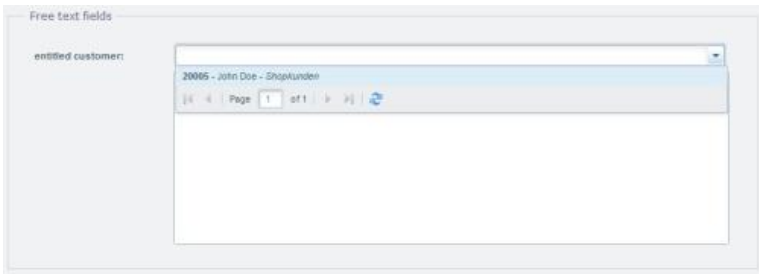 Free text fields
entitled customer:
20005 - John Doe - Shopkunden
Page 1 of 1